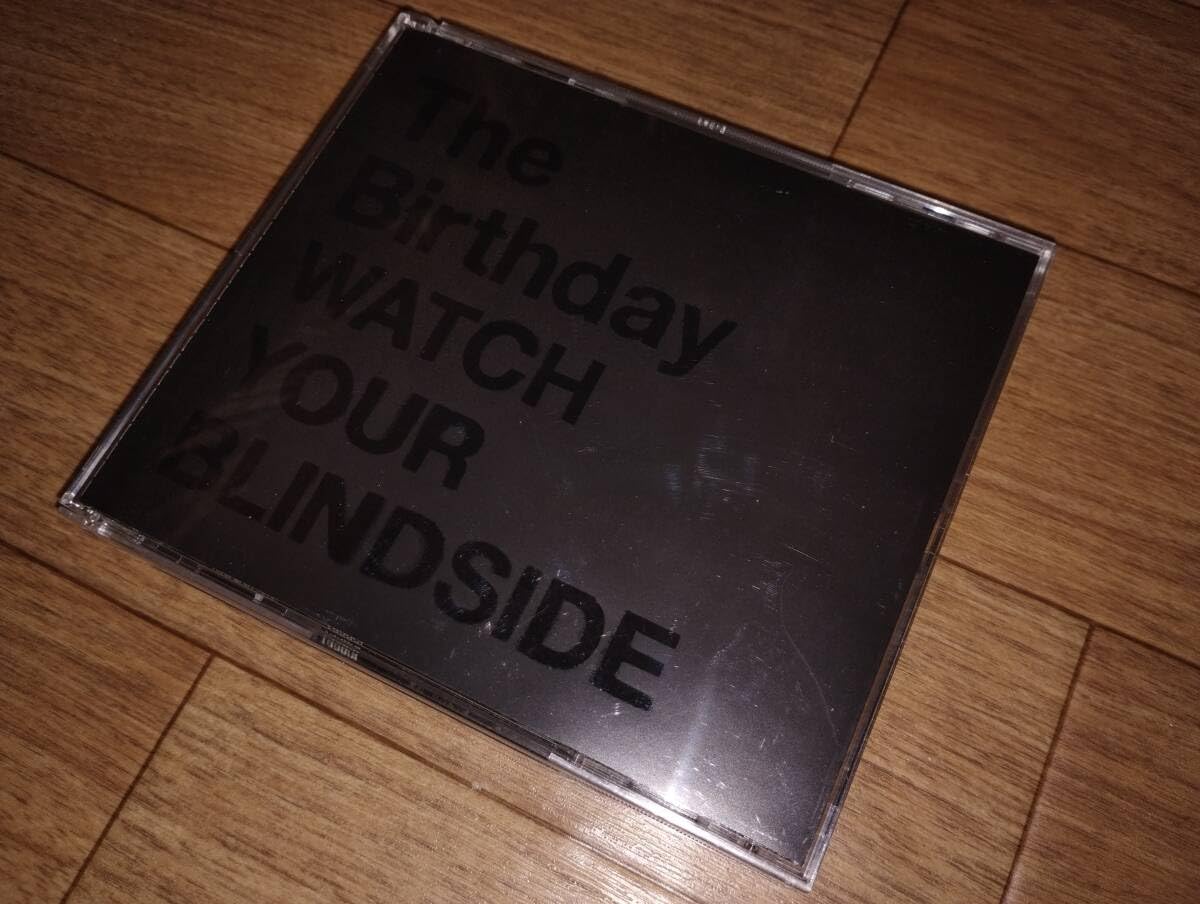 The
Birthday
WATCH
YOUR
BLINDSIDE